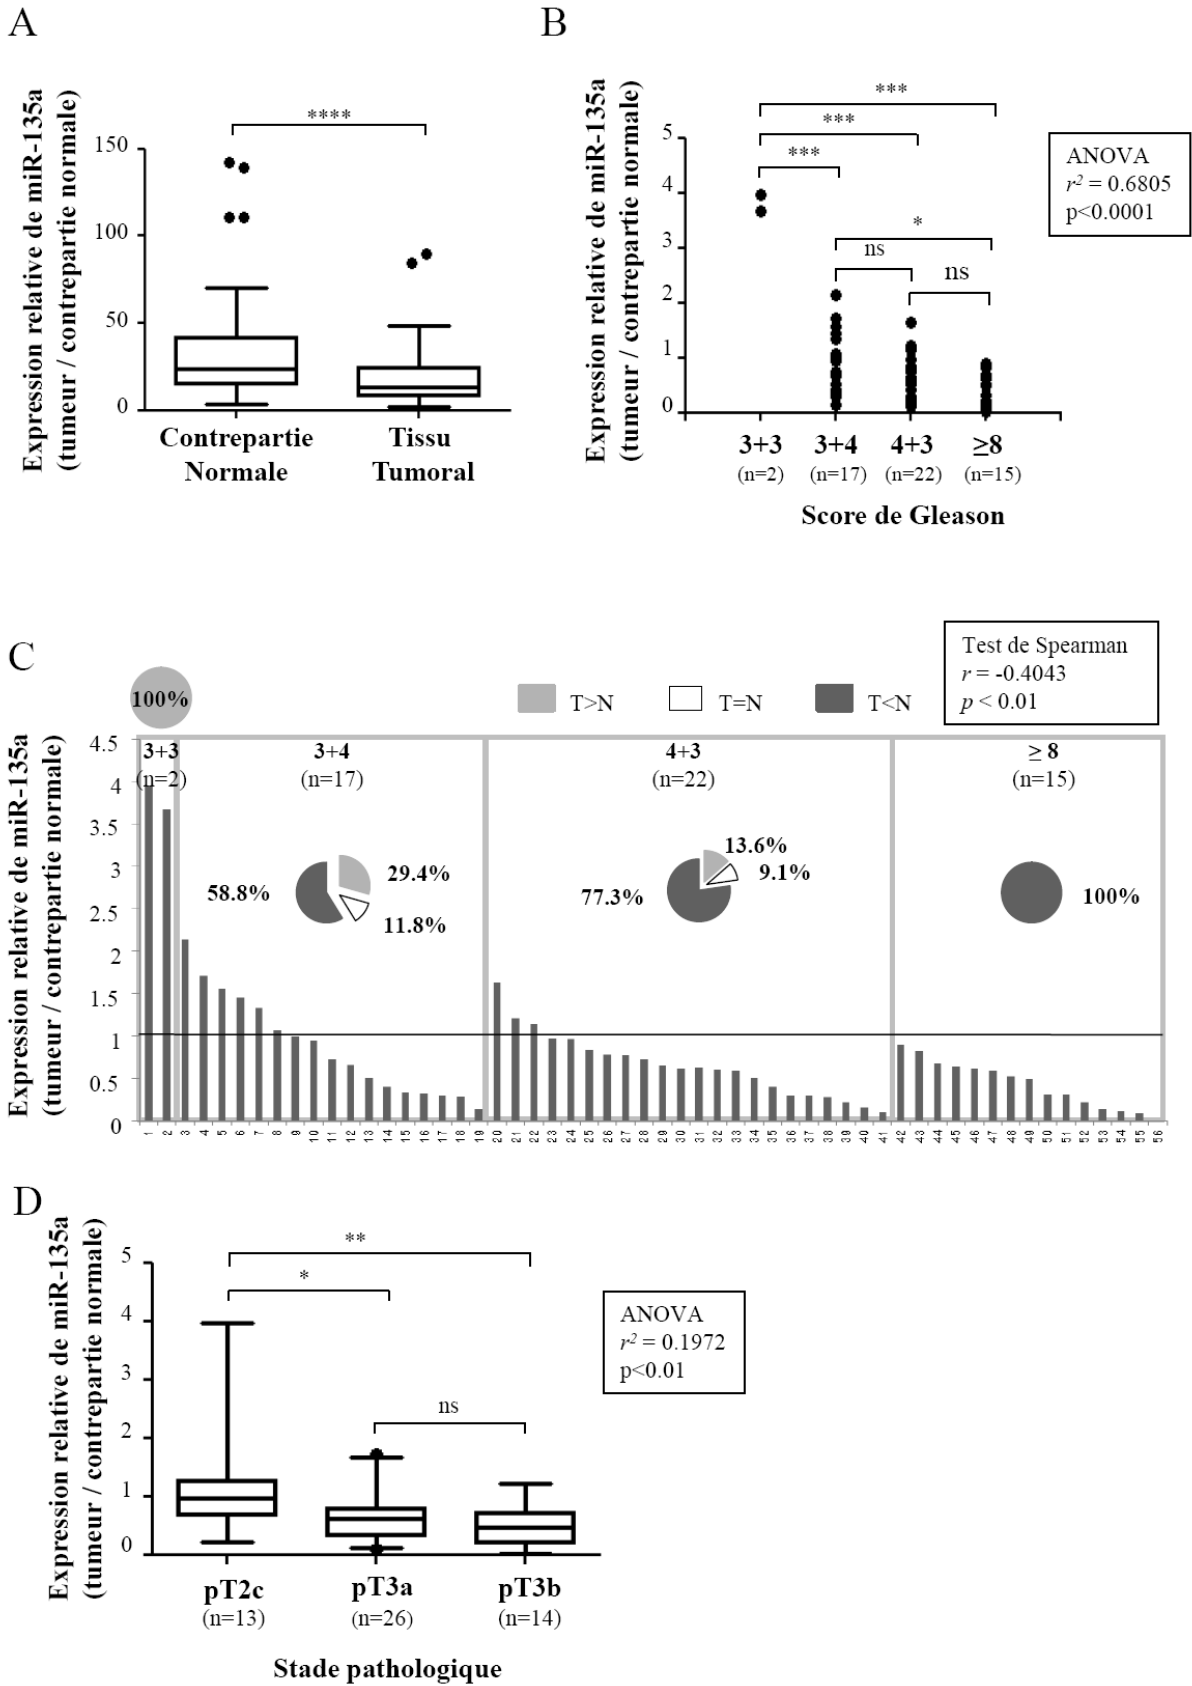 A
Expression relative de miR-135a
(tumeur / contrepartie normale)
150
100
50
0
****
Contrepartie
Normale
Tissu
Tumoral
B
Expression relative de miR-135a
(tumeur / contrepartie normale)
5
4
3
2
1
0
***
***
***
*
ns
ns
3+3
3+4
4+3
≥8
(n=2)
(n=17)
(n=22)
(n=15)
Score de Gleason
ANOVA
r² = 0.6805
p<0.0001
C
Test de Spearman
r = -0.4043
p < 0.01
100%
T>N
T=N
T<N
Expression relative de miR-135a
(tumeur / contrepartie normale)
4.5
4
3.5
3
2.5
2
1.5
1
0.5
0
3+3
(n=2)
3+4
(n=17)
4+3
(n=22)
≥ 8
(n=15)
58.8%
29.4%
11.8%
77.3%
13.6%
9.1%
100%
1 2 3 4 5 6 7 8 9 10 11 12 13 14 15 16 17 18 19 20 21 22 23 24 25 26 27 28 29 30 31 32 33 34 35 36 37 38 39 40 41 42 43 44 45 46 47 48 49 50 51 52 53 54 55 56
D
Expression relative de miR-135a
(tumeur / contrepartie normale)
5
4
3
2
1
0
**
*
ns
pT2c
pT3a
pT3b
(n=13)
(n=26)
(n=14)
Stade pathologique
ANOVA
r² = 0.1972
p<0.01